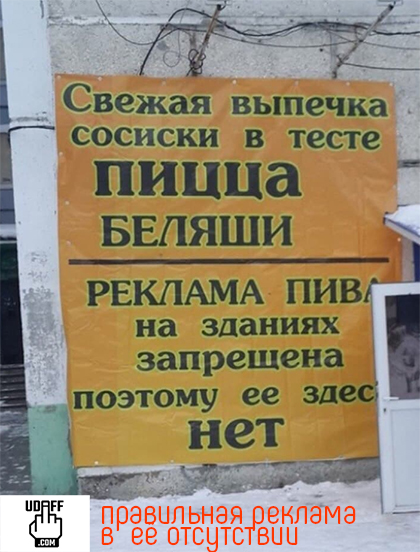 Свежая выпечка
сосиски в тесте
пицца
БЕЛЯШИ
РЕКЛАМА ПИВА
на зданиях
запрещена
поэтому ее здес
нет
UDAFF
.COM
правильная реклама
в ее отсутствии